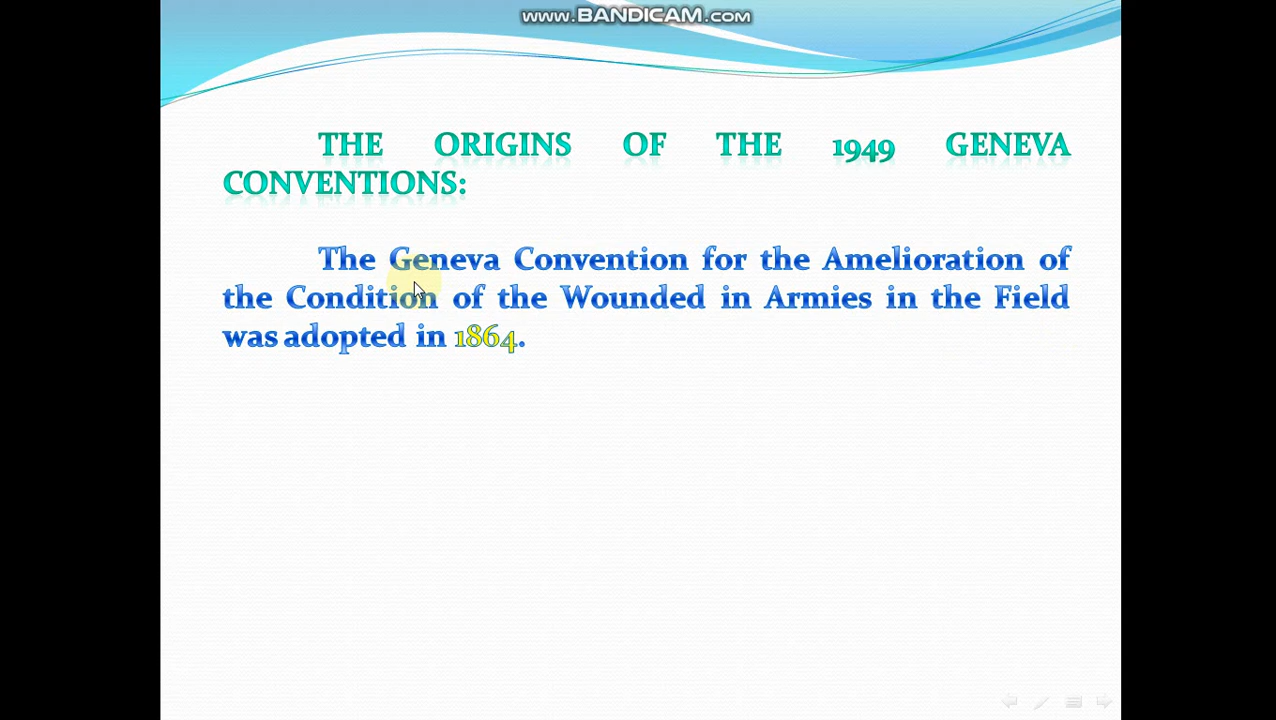 www.BANDICAM.com
THE ORIGINS OF THE 1949 GENEVA
CONVENTIONS:
The Geneva Convention for the Amelioration of
the Condition of the Wounded in Armies in the Field
was adopted in 1864.